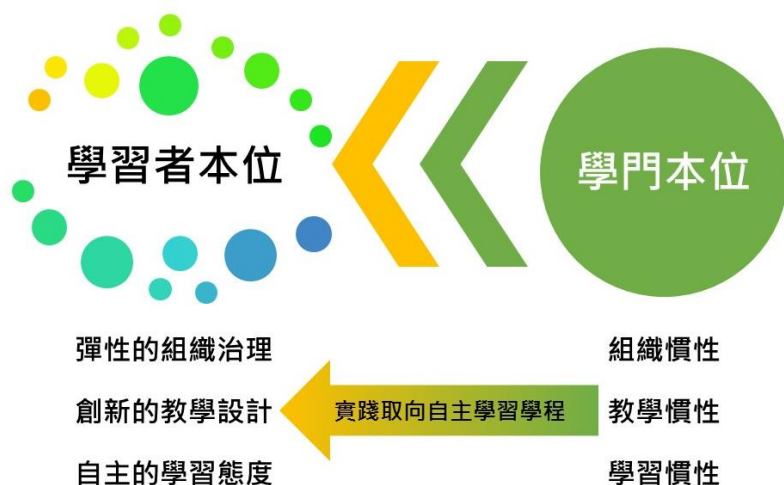 學習者本位
學門本位
彈性的組織治理
組織慣性
創新的教學設計
實踐取向自主學習學程
教學慣性
自主的學習態度
學習慣性